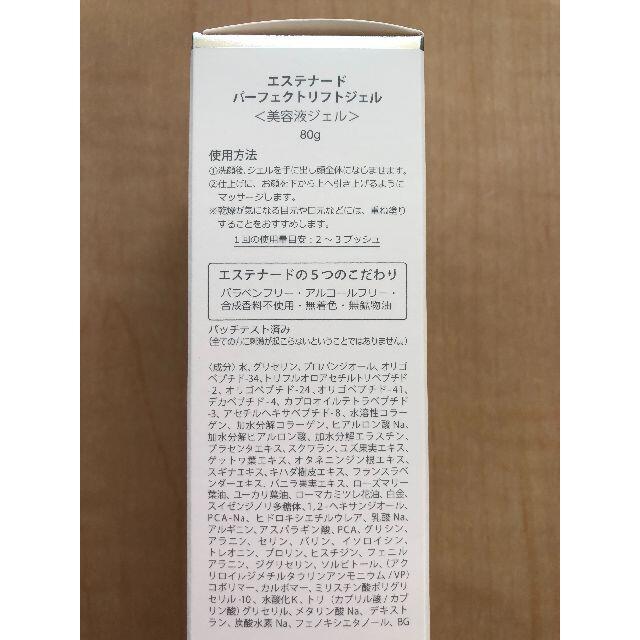 エステナード
パーフェクトリフトジェル
＜美容液ジェル＞
80g
使用方法
①洗顔後、ジェルを手に出し顔全体になじませます。
②仕上げに、お顔を下から上へ引き上げるように
マッサージします。
※乾燥が気になる目元や口元などには、重ね塗り
することをおすすめします。
1回の使用量目安：2～3プッシュ
エステナードの5つのこだわり
パラベンフリー・アルコールフリー・
合成香料不使用・無着色・無鉱物油
パッチテスト済み
（全ての方に刺激が起こらないということではありません。）
〈成分〉水、グリセリン、プロパンジオール、オリゴ
ペプチド-34、トリフルオロアセチルトリペプチド
-2、オリゴペプチド-24、オリゴペプチド-41、
デカペプチド-4、カプロオイルテトラペプチド
-3、アセチルヘキサペプチド-8、水溶性コラー
ゲン、加水分解コラーゲン、ヒアルロン酸Na、
加水分解ヒアルロン酸、加水分解エラスチン、
プラセンタエキス、スクワラン、ユズ果実エキス、
ゲットウ葉エキス、オタネニンジン根エキス、
スギナエキス、キハダ樹皮エキス、フランスラベ
ンダーエキス、バニラ果実エキス、ローズマリー
葉油、ユーカリ葉油、ローマカミツレ花油、白金、
スイゼンジノリ多糖体、1,2-ヘキサンジオール、
PCA-Na、ヒドロキシエチルウレア、乳酸Na、
アルギニン、アスパラギン酸、PCA、グリシン、
アラニン、セリン、バリン、イソロイシン、
トレオニン、プロリン、ヒスチジン、フェニル
アラニン、ジグリセリン、ソルビトール、（アク
リロイルジメチルタウリンアンモニウム/VP）
コポリマー、カルボマー、ミリスチン酸ポリグリ
セリル-10、水酸化K、トリ（カプリル酸/カプ
リン酸）グリセリル、メタリン酸Na、デキスト
ラン、炭酸水素Na、フェノキシエタノール、BG